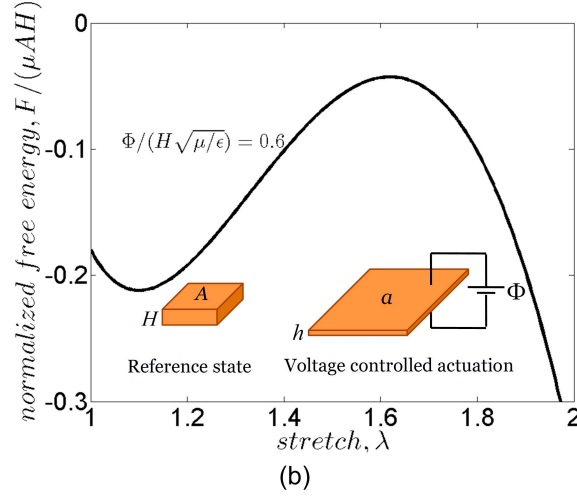 0
-0.1
-0.2
-0.3
normalized free energy, F/(μAH)
Φ/(H√μ/ϵ) = 0.6
A
H
a
h
Φ
Reference state
Voltage controlled actuation
1 1.2 1.4 1.6 1.8 2
stretch, λ
(b)